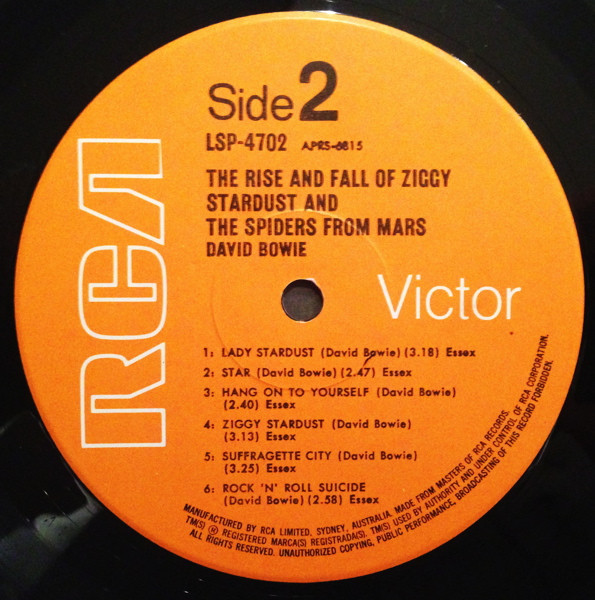 Side 2
LSP-4702 APRS-6815
THE RISE AND FALL OF ZIGGY
STARDUST AND
THE SPIDERS FROM MARS
DAVID BOWIE
RCA
Victor
1: LADY STARDUST (David Bowie) (3.18) Essex
2: STAR (David Bowie) (2.47) Essex
3: HANG ON TO YOURSELF (David Bowie)
(2.40) Essex
4: ZIGGY STARDUST (David Bowie)
(3.13) Essex
5: SUFFRAGETTE CITY (David Bowie)
(3.25) Essex
6: ROCK 'N' ROLL SUICIDE
(David Bowie) (2.58) Essex
MANUFACTURED BY RCA LIMITED, SYDNEY, AUSTRALIA, MADE FROM MASTERS OF RCA RECORDS.
TM(S) ® REGISTERED MARCA(S) REGISTRADA(S). TM(S) USED BY AUTHORITY AND UNDER CONTROL OF RCA CORPORATION.
ALL RIGHTS RESERVED. UNAUTHORIZED COPYING, PUBLIC PERFORMANCE, BROADCASTING OF THIS RECORD FORBIDDEN.